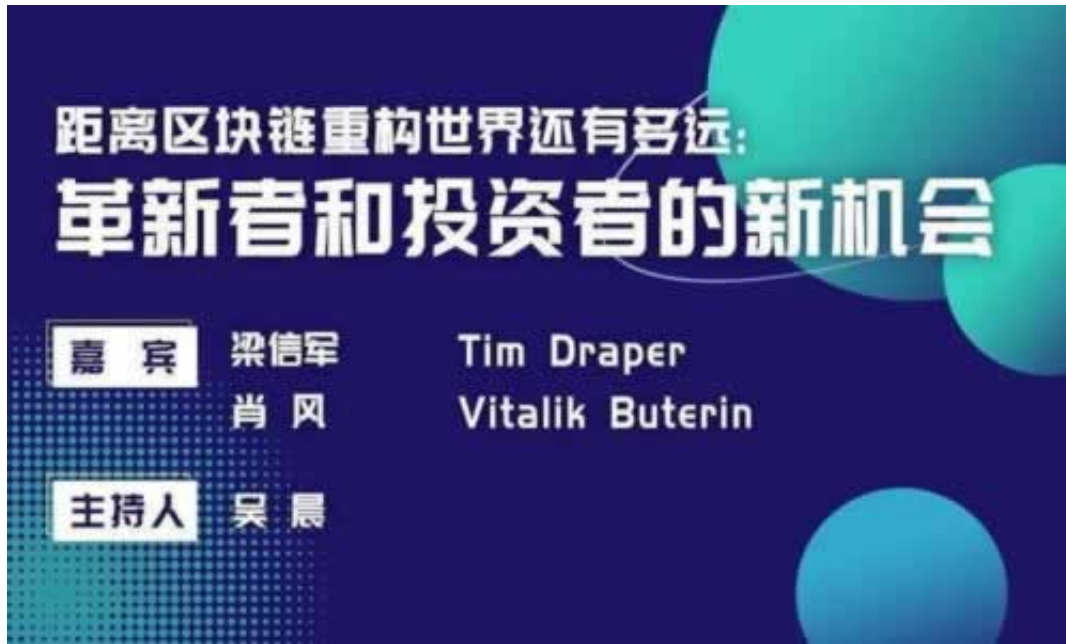 距离区块链重构世界还有多远:
革新者和投资者的新机会
嘉 宾 梁信军 Tim Draper
肖 风 Vitalik Buterin
主持人 吴 晨